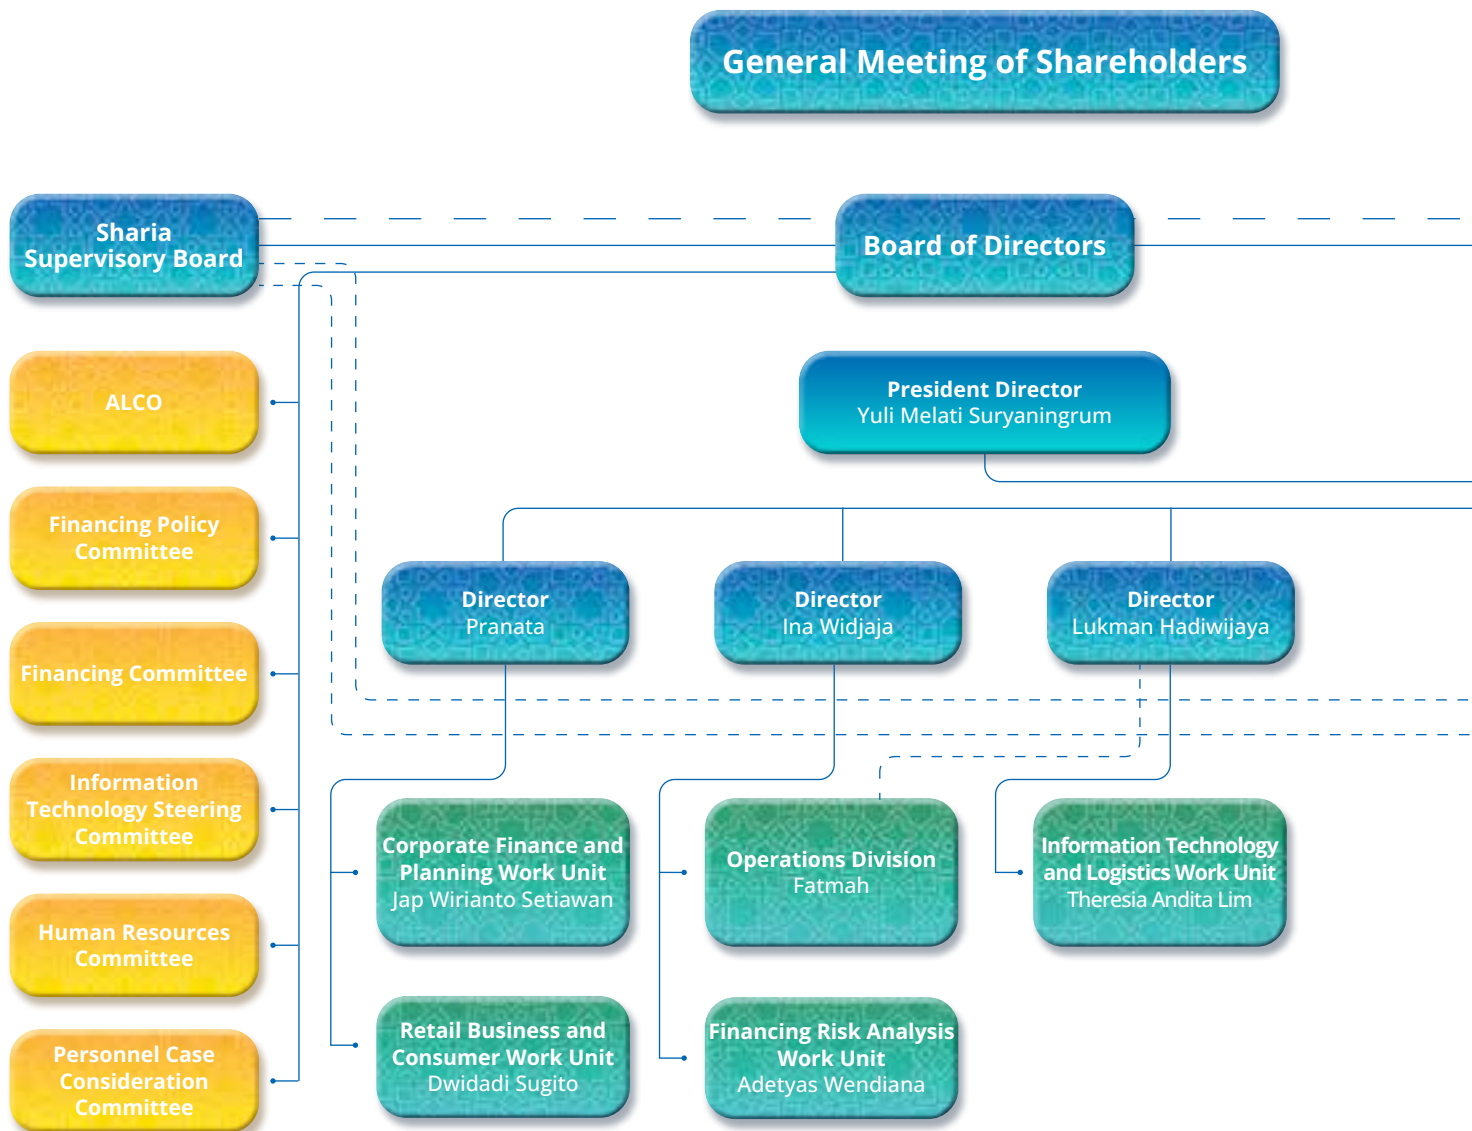 General Meeting of Shareholders
Sharia
Supervisory Board
Board of Directors
ALCO
President Director
Yuli Melati Suryaningrum
Financing Policy
Committee
Director
Pranata
Director
Ina Widjaja
Director
Lukman Hadiwijaya
Financing Committee
Information
Technology Steering
Committee
Corporate Finance and
Planning Work Unit
Jap Wirianto Setiawan
Operations Division
Fatmah
Information Technology
and Logistics Work Unit
Theresia Andita Lim
Human Resources
Committee
Retail Business and
Consumer Work Unit
Dwidadi Sugito
Financing Risk Analysis
Work Unit
Adetyas Wendiana
Personnel Case
Consideration
Committee